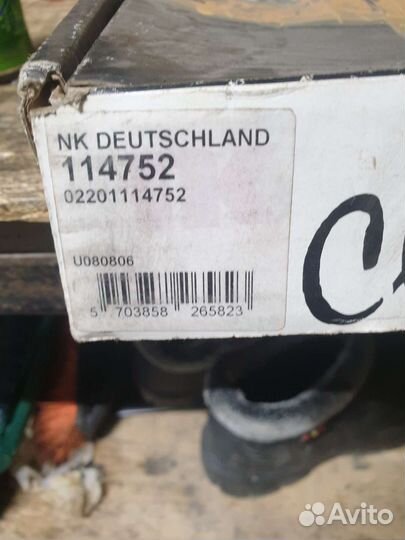 NK DEUTSCHLAND
114752
02201114752
U080806
5 703858 265823
Avito